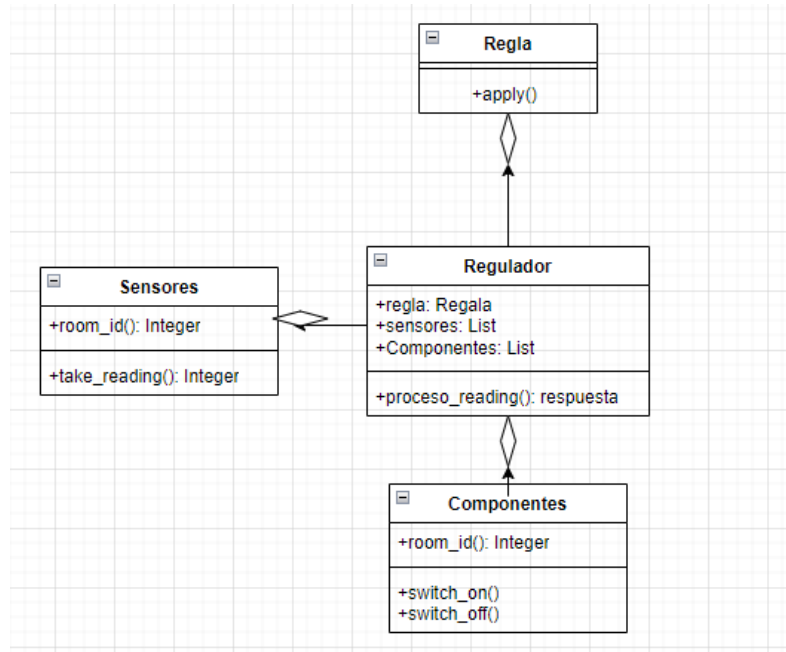 Regla
+apply()
Regulador
+regla: Regala
+sensores: List
+Componentes: List
+proceso_reading(): respuesta
Sensores
+room_id(): Integer
+take_reading(): Integer
Componentes
+room_id(): Integer
+switch_on()
+switch_off()